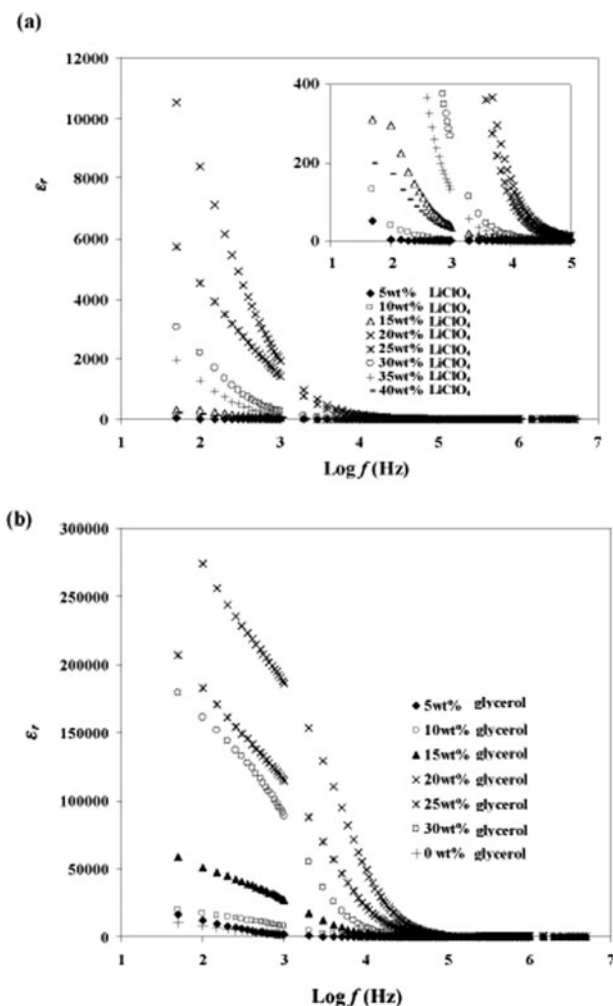 (a)
12000
10000
8000
6000
4000
2000
0
εr
1 2 3 4 5 6 7
Log f (Hz)
400
200
0
1 2 3 4 5
5wt% LiClO₄
10wt% LiClO₄
15wt% LiClO₄
20wt% LiClO₄
25wt% LiClO₄
30wt% LiClO₄
35wt% LiClO₄
40wt% LiClO₄
(b)
300000
250000
200000
150000
100000
50000
0
εr
1 2 3 4 5 6 7
Log f (Hz)
5wt% glycerol
10wt% glycerol
15wt% glycerol
20wt% glycerol
25wt% glycerol
30wt% glycerol
0 wt% glycerol